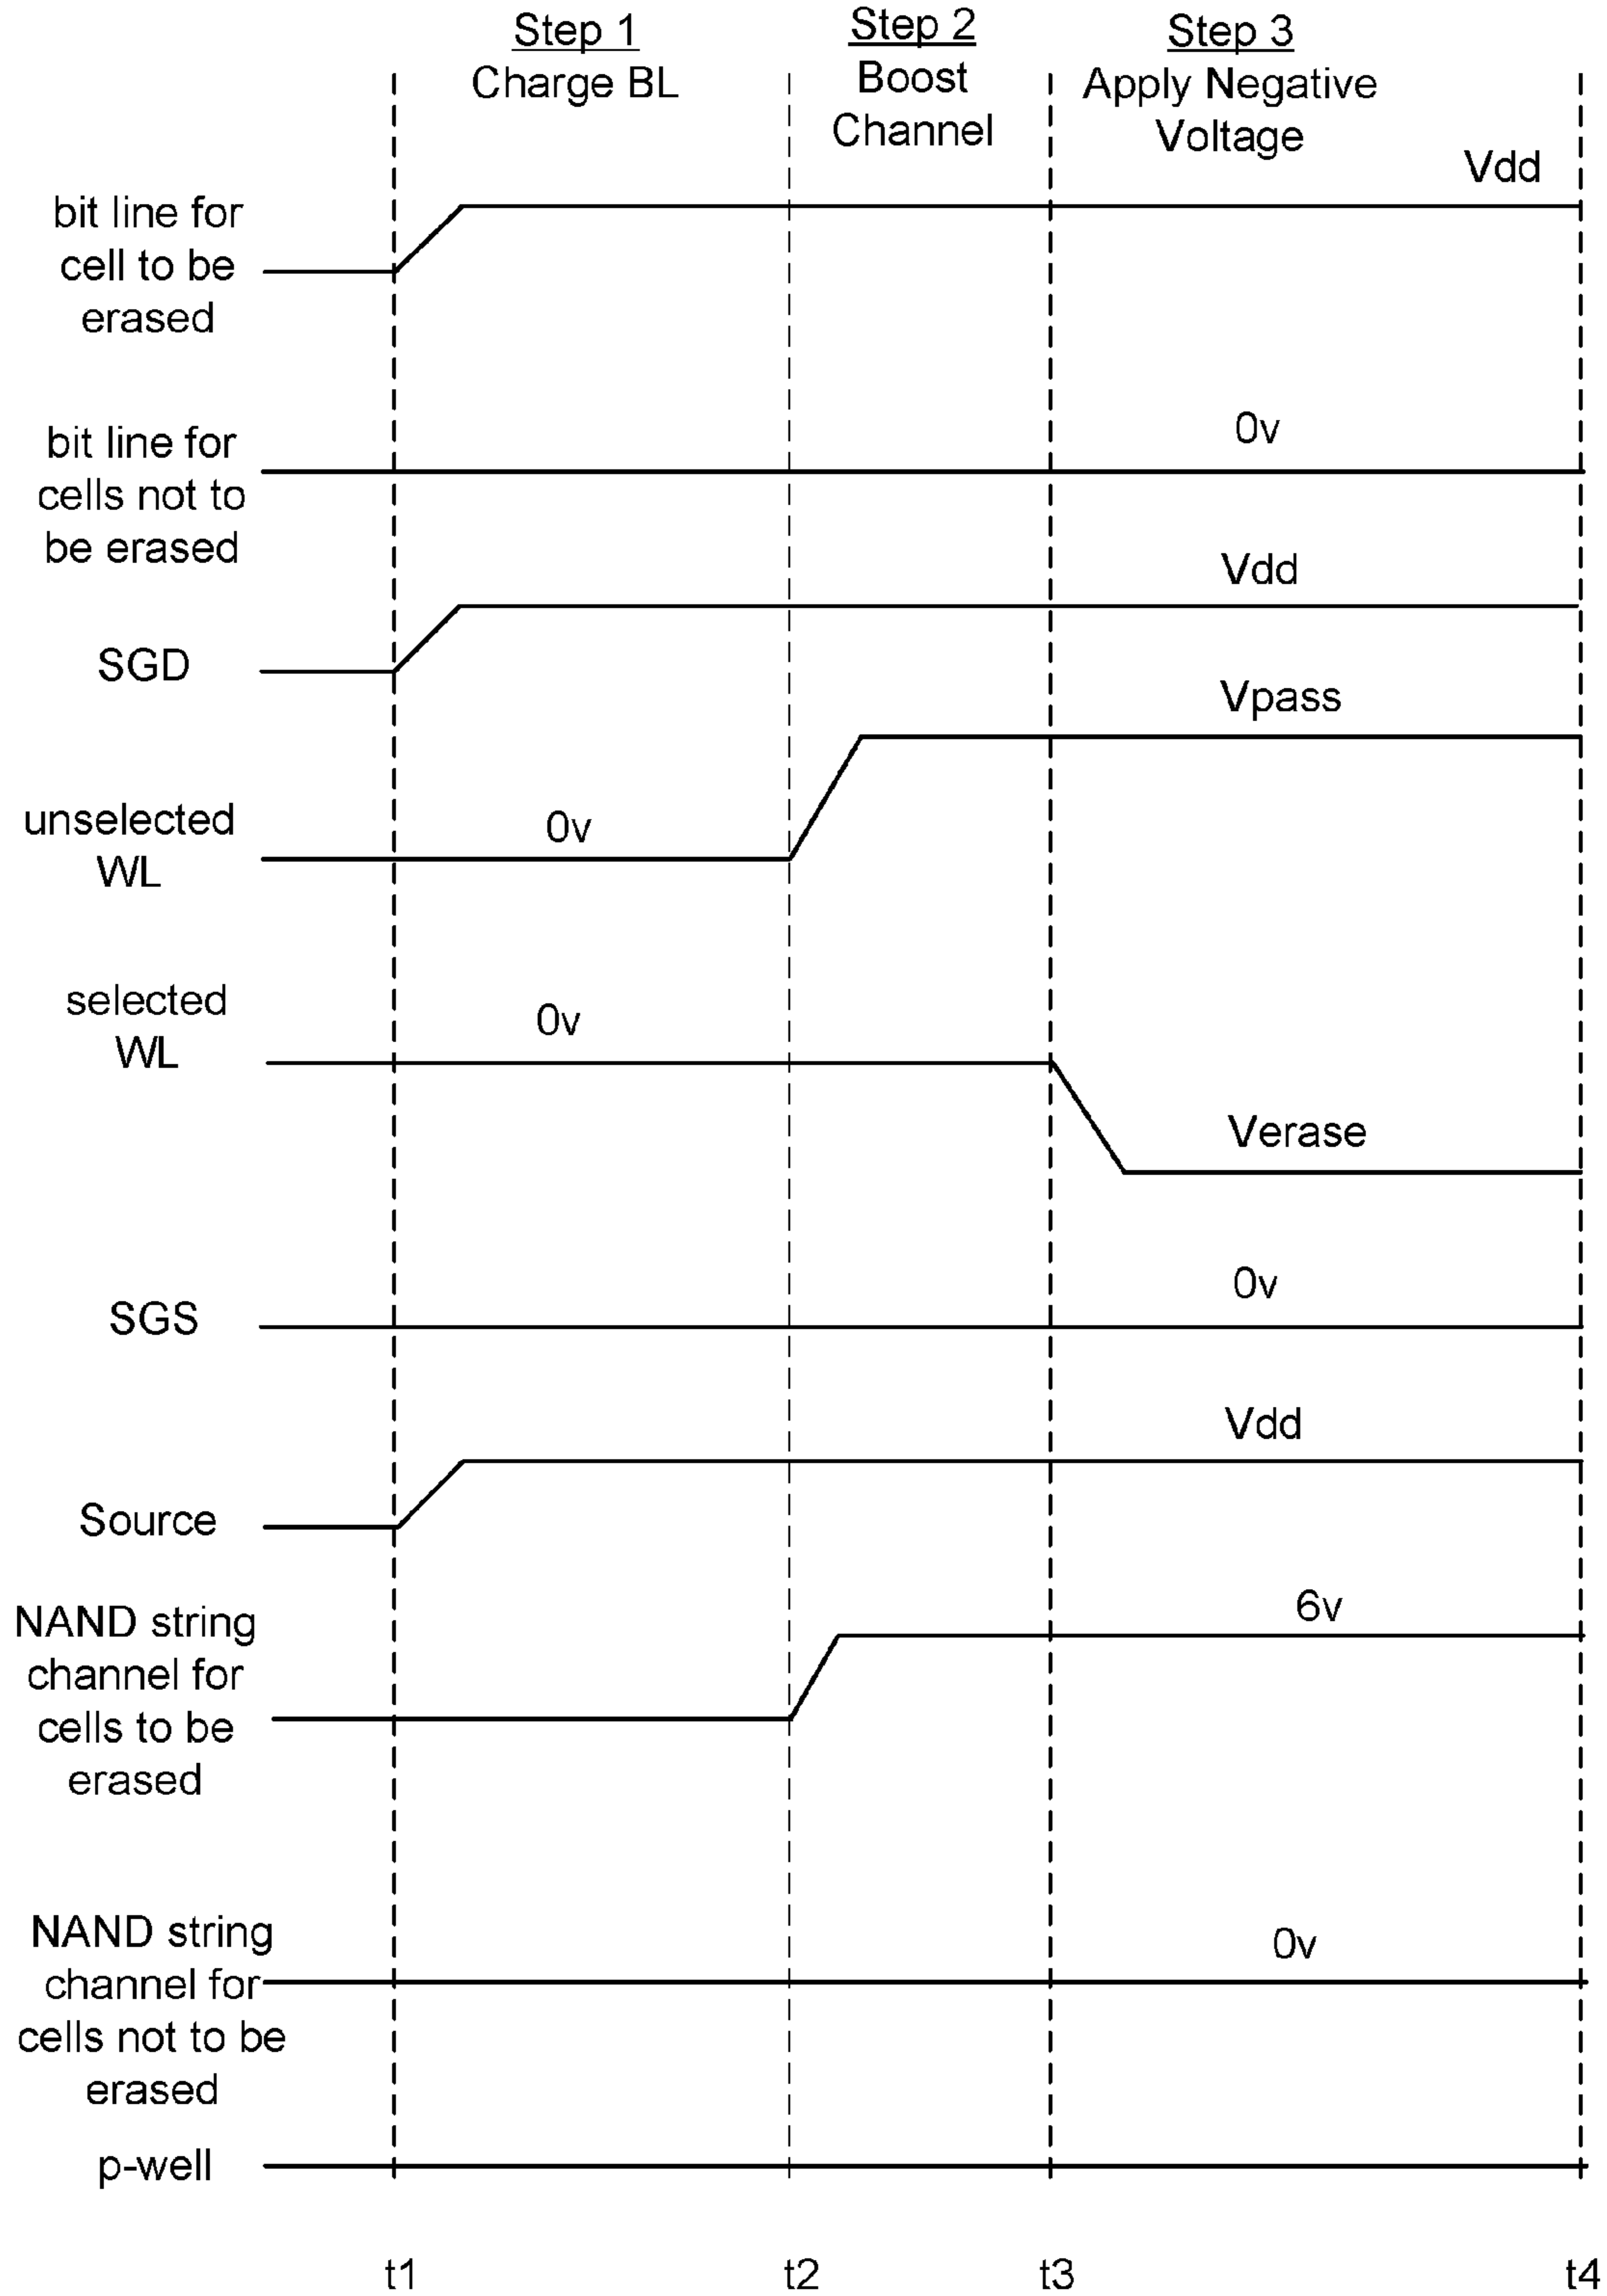 Step 1
Charge BL
Step 2
Boost
Channel
Step 3
Apply Negative
Voltage
Vdd
bit line for
cell to be
erased
0v
bit line for
cells not to
be erased
Vdd
SGD
Vpass
unselected
WL
0v
selected
WL
0v
Verase
0v
SGS
Vdd
Source
6v
NAND string
channel for
cells to be
erased
0v
NAND string
channel for
cells not to be
erased
p-well
t1
t2
t3
t4